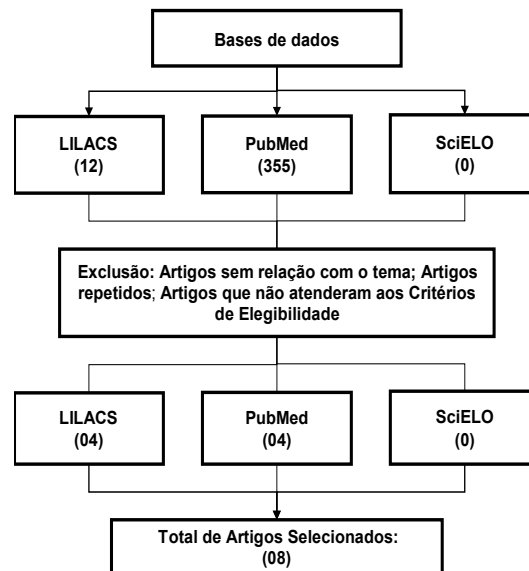 Bases de dados
LILACS
(12)
PubMed
(355)
SciELO
(0)
Exclusão: Artigos sem relação com o tema; Artigos
repetidos; Artigos que não atenderam aos Critérios
de Elegibilidade
LILACS
(04)
PubMed
(04)
SciELO
(0)
Total de Artigos Selecionados:
(08)